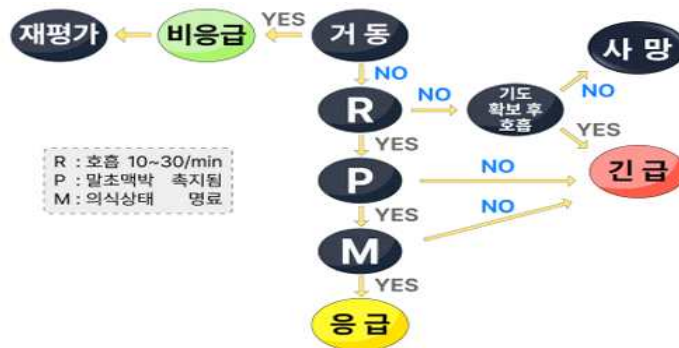 재평가
비응급
YES
거동
NO
사망
R
NO
기도
확보 후
호흡
NO
YES
YES
긴급
R : 호흡 10~30/min
P : 말초맥박 촉지됨
M : 의식상태 명료
P
NO
YES
NO
M
YES
응급